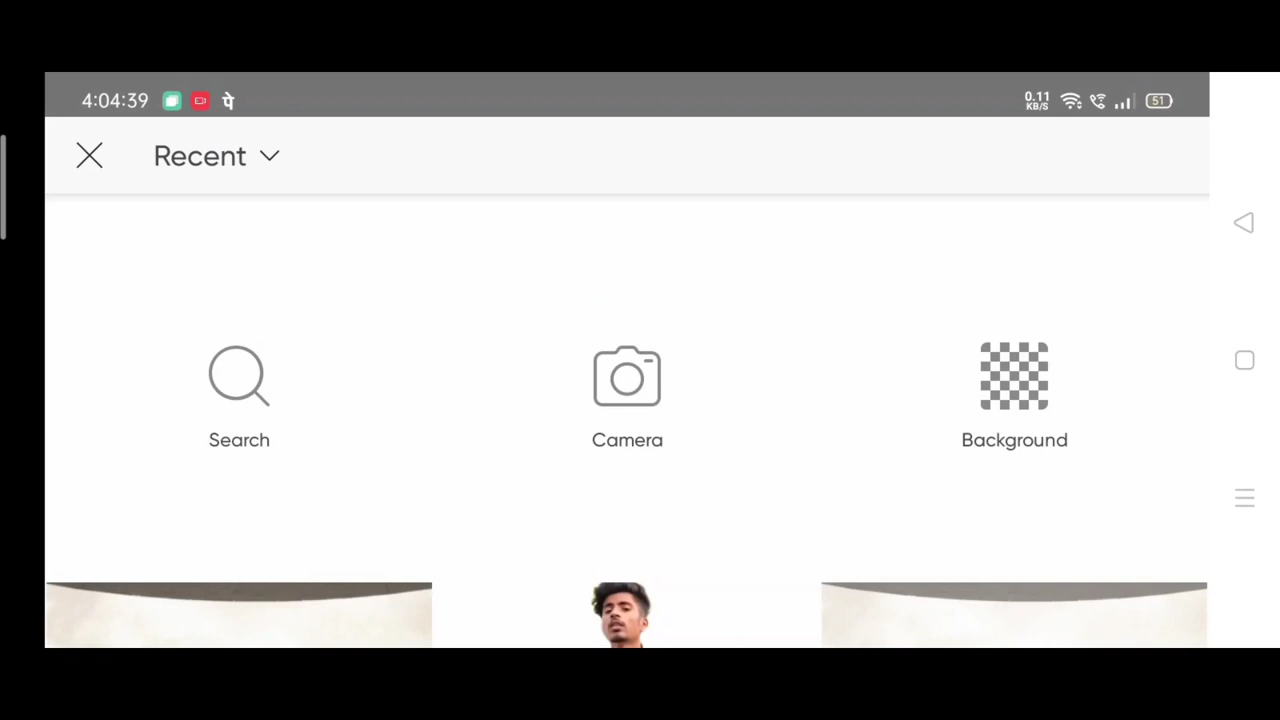 4:04:39 पे 0.11 KB/S 51
Recent
Search Camera Background